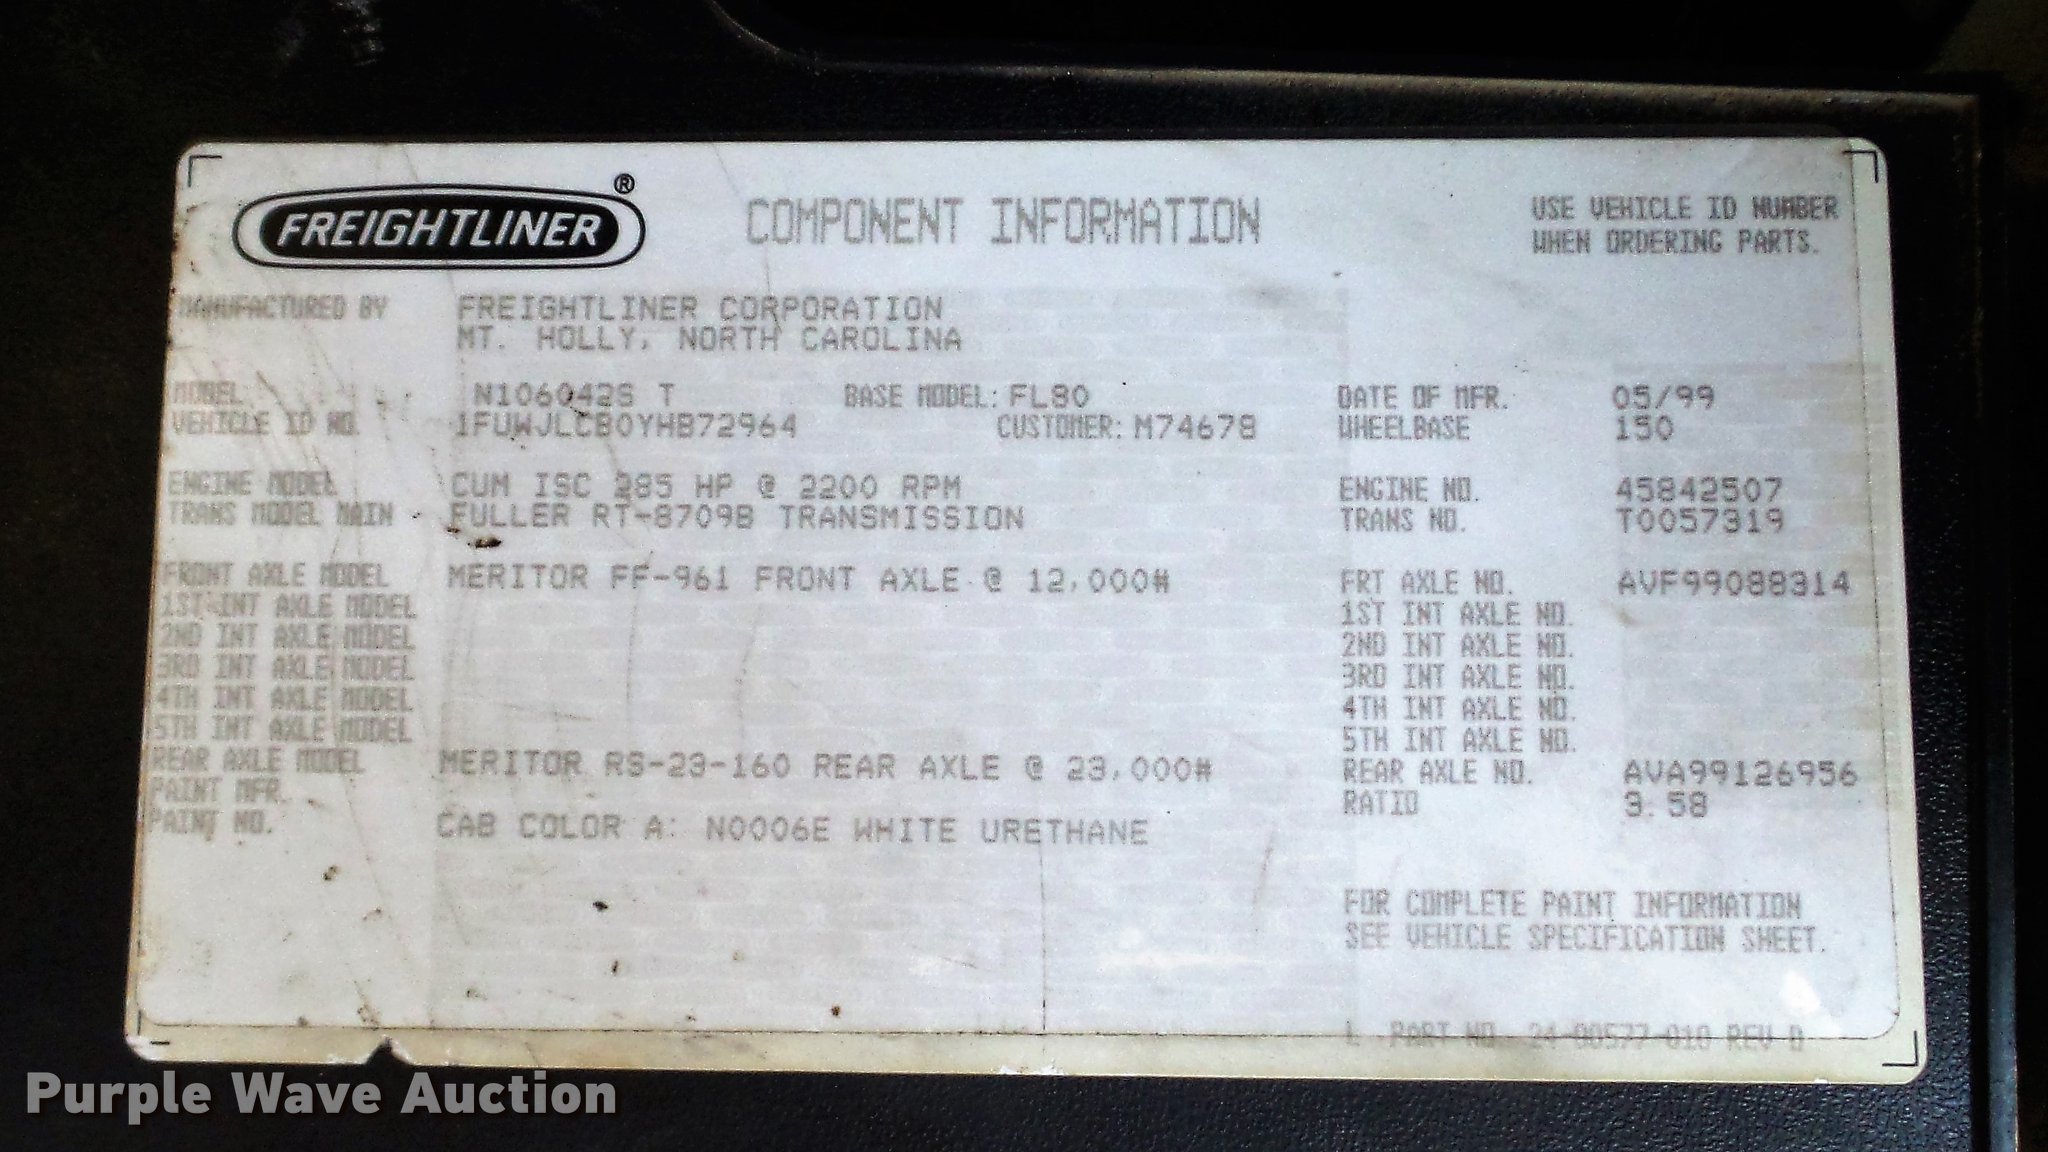 FREIGHTLINER ®
COMPONENT INFORMATION
USE VEHICLE ID NUMBER
WHEN ORDERING PARTS.
MANUFACTURED BY FREIGHTLINER CORPORATION
MT. HOLLY, NORTH CAROLINA
MODEL N106042S T BASE MODEL: FL80 DATE OF MFR. 05/99
VEHICLE ID NO. 1FUWJLCB0YHB72964 CUSTOMER: M74678 WHEELBASE 150
ENGINE MODEL CUM ISC 285 HP @ 2200 RPM ENGINE NO. 45842507
TRANS MODEL MAIN FULLER RT-8709B TRANSMISSION TRANS NO. T0057319
FRONT AXLE MODEL MERITOR FF-961 FRONT AXLE @ 12,000# FRT AXLE NO. AVF99088314
1ST INT AXLE MODEL 1ST INT AXLE NO.
2ND INT AXLE MODEL 2ND INT AXLE NO.
3RD INT AXLE MODEL 3RD INT AXLE NO.
4TH INT AXLE MODEL 4TH INT AXLE NO.
5TH INT AXLE MODEL 5TH INT AXLE NO.
REAR AXLE MODEL MERITOR RS-23-160 REAR AXLE @ 23,000# REAR AXLE NO. AVA99126956
PAINT MFR. RATIO 3.58
PAINT NO. CAB COLOR A: N0006E WHITE URETHANE
FOR COMPLETE PAINT INFORMATION
SEE VEHICLE SPECIFICATION SHEET.
L PART NO. 24-00577-010 REV D
Purple Wave Auction